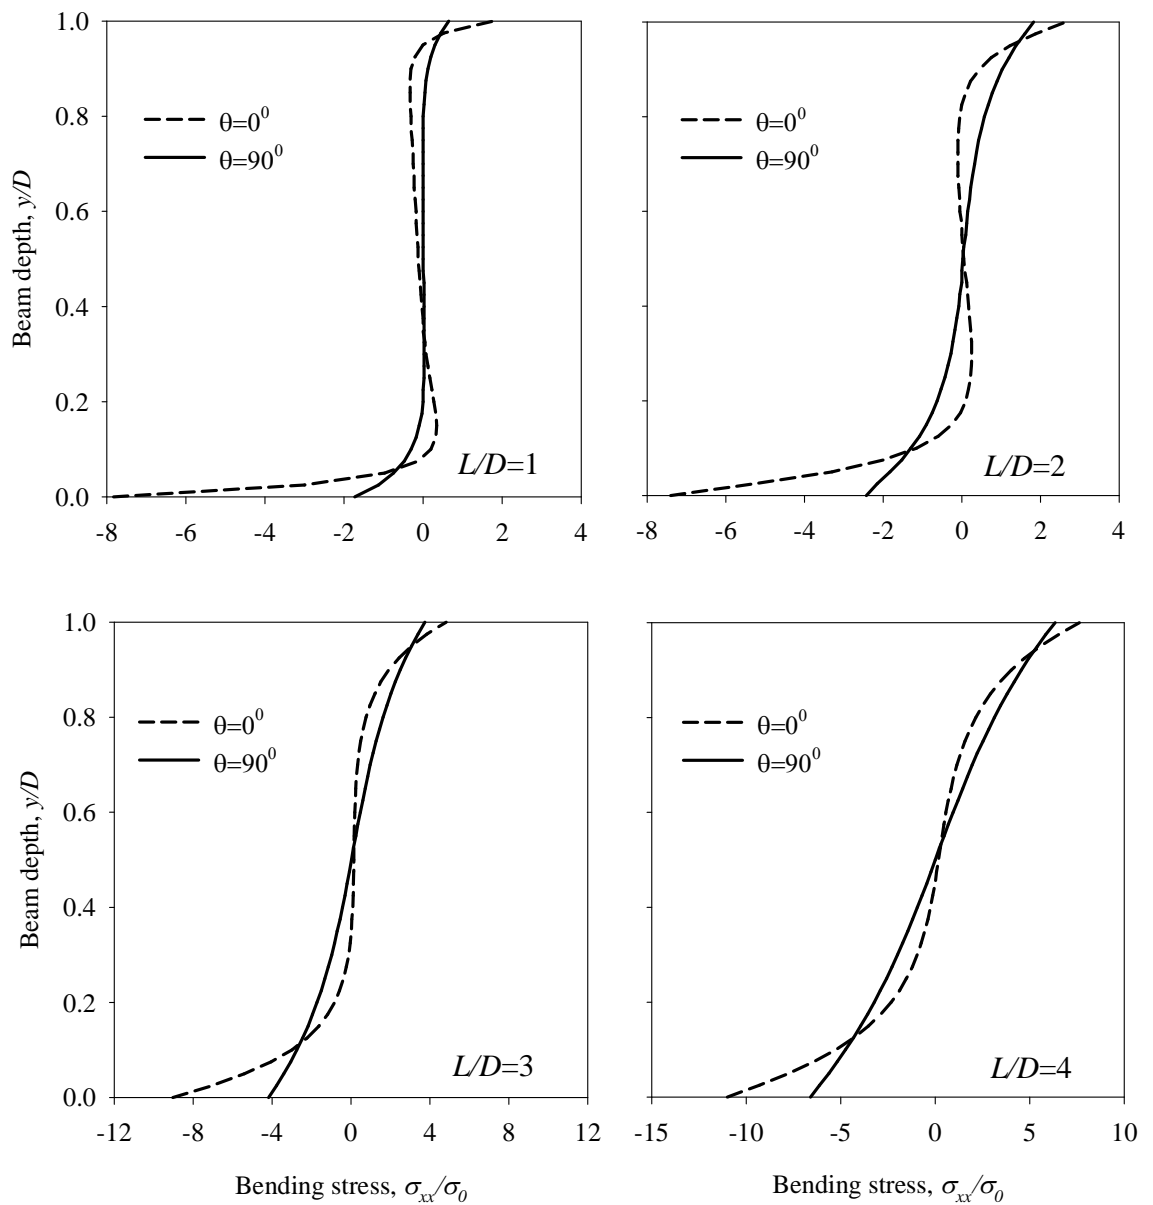 1.0
0.8
0.6
0.4
0.2
0.0
Beam depth, y/D
θ=0⁰
θ=90⁰
L/D=1
-8 -6 -4 -2 0 2 4
θ=0⁰
θ=90⁰
L/D=2
-8 -6 -4 -2 0 2 4
1.0
0.8
0.6
0.4
0.2
0.0
Beam depth, y/D
θ=0⁰
θ=90⁰
L/D=3
-12 -8 -4 0 4 8 12
Bending stress, σxx/σ0
θ=0⁰
θ=90⁰
L/D=4
-15 -10 -5 0 5 10
Bending stress, σxx/σ0